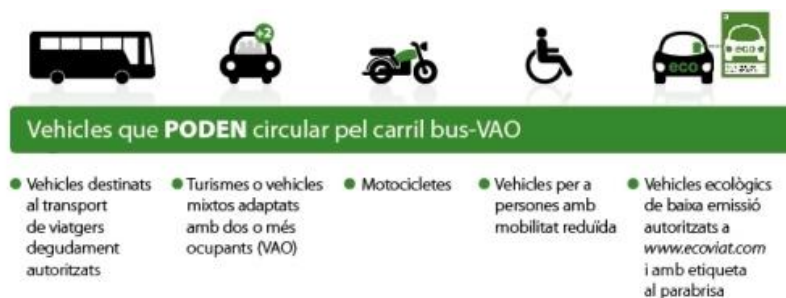 +2
eco
eco
Vehicles que PODEN circular pel carril bus-VAO
Vehicles destinats
al transport
de viatgers
degudament
autoritzats
Turismes o vehicles
mixtos adaptats
amb dos o més
ocupants (VAO)
Motocicletes
Vehicles per a
persones amb
mobilitat reduïda
Vehicles ecològics
de baixa emissió
autoritzats a
www.ecoviat.com
i amb etiqueta
al parabrisa